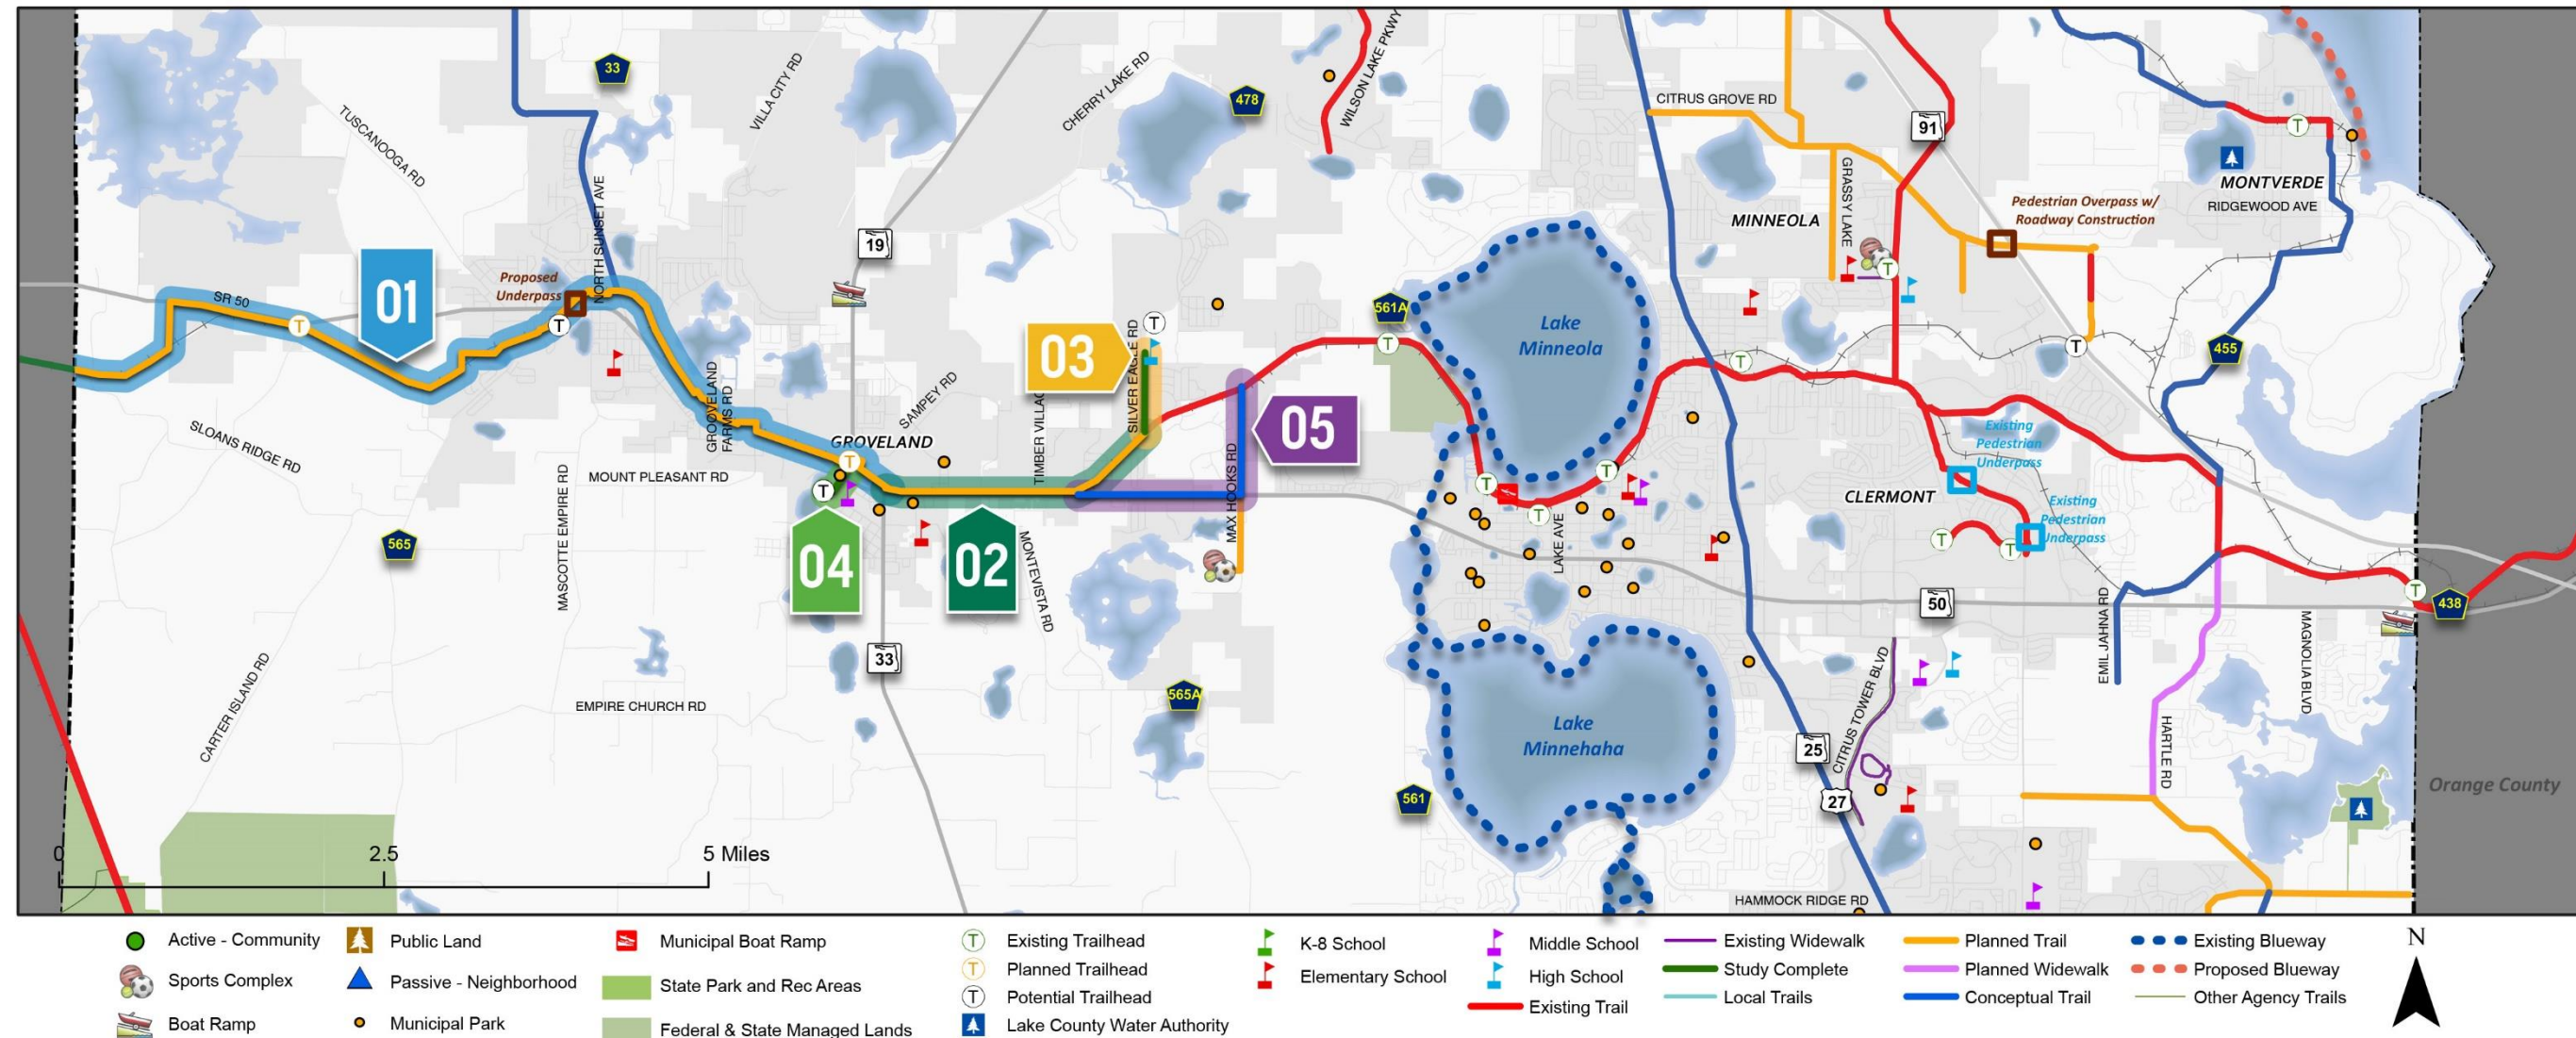 33
478
VILLA CITY RD
CHERRY LAKE RD
WILSON LAKE PKWY
CITRUS GROVE RD
91
TUSCANOOGA RD
GRASSY LAKE
MONTVERDE
RIDGEWOOD AVE
Pedestrian Overpass w/
Roadway Construction
MINNEOLA
NORTH SUNSET AVE
19
Proposed
Underpass
01
SR 50
T
T
T
561A
T
T
T
T
T
Lake
Minneola
03
SILVER EAGLE RD
455
GROVELAND
FARMS RD
SAMPEY RD
TIMBER VILLAG
GROVELAND
T
T
05
MAX HOOKS RD
SLOANS RIDGE RD
MASCOTTE EMPIRE RD
MOUNT PLEASANT RD
Existing
Pedestrian
Underpass
CLERMONT
Existing
Pedestrian
Underpass
T
T
T
T
T
T
565
04
02
MONTEVISTA RD
LAKE AVE
50
438
EMIL JAHNA RD
MAGNOLIA BLVD
33
CARTER ISLAND RD
EMPIRE CHURCH RD
565A
Lake
Minnehaha
CITRUS TOWER BLVD
25
27
HARTLE RD
561
Orange County
0
2.5
5 Miles
HAMMOCK RIDGE RD
Active - Community
Sports Complex
Boat Ramp
Public Land
Passive - Neighborhood
Municipal Park
Municipal Boat Ramp
State Park and Rec Areas
Federal & State Managed Lands
T Existing Trailhead
T Planned Trailhead
T Potential Trailhead
Lake County Water Authority
K-8 School
Elementary School
Middle School
High School
Existing Trail
Existing Widewalk
Study Complete
Local Trails
Planned Trail
Planned Widewalk
Conceptual Trail
Existing Blueway
Proposed Blueway
Other Agency Trails
N